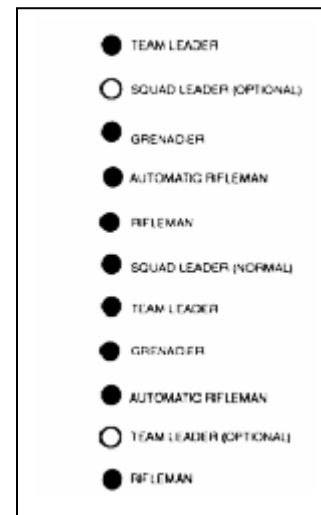 TEAM LEADER
SQUAD LEADER (OPTIONAL)
GRENADIER
AUTOMATIC RIFLEMAN
RIFLEMAN
SQUAD LEADER (NORMAL)
TEAM LEADER
GRENADIER
AUTOMATIC RIFLEMAN
TEAM LEADER (OPTIONAL)
RIFLEMAN